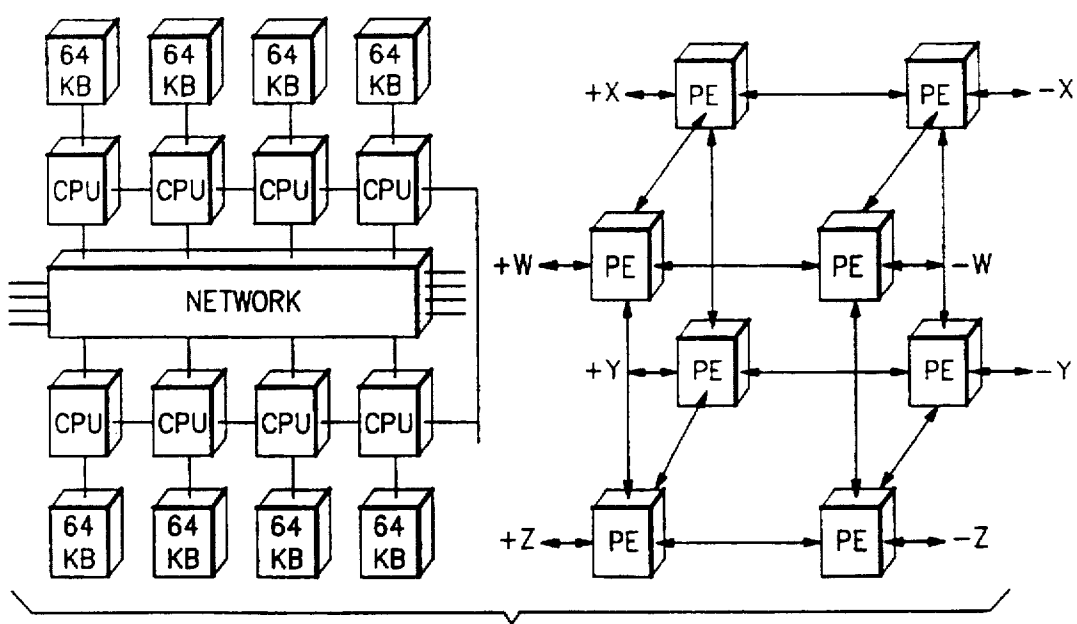 64 KB
64 KB
64 KB
64 KB
CPU
CPU
CPU
CPU
NETWORK
CPU
CPU
CPU
CPU
64 KB
64 KB
64 KB
64 KB
+X
PE
PE
-X
+W
PE
PE
-W
+Y
PE
PE
-Y
+Z
PE
PE
-Z